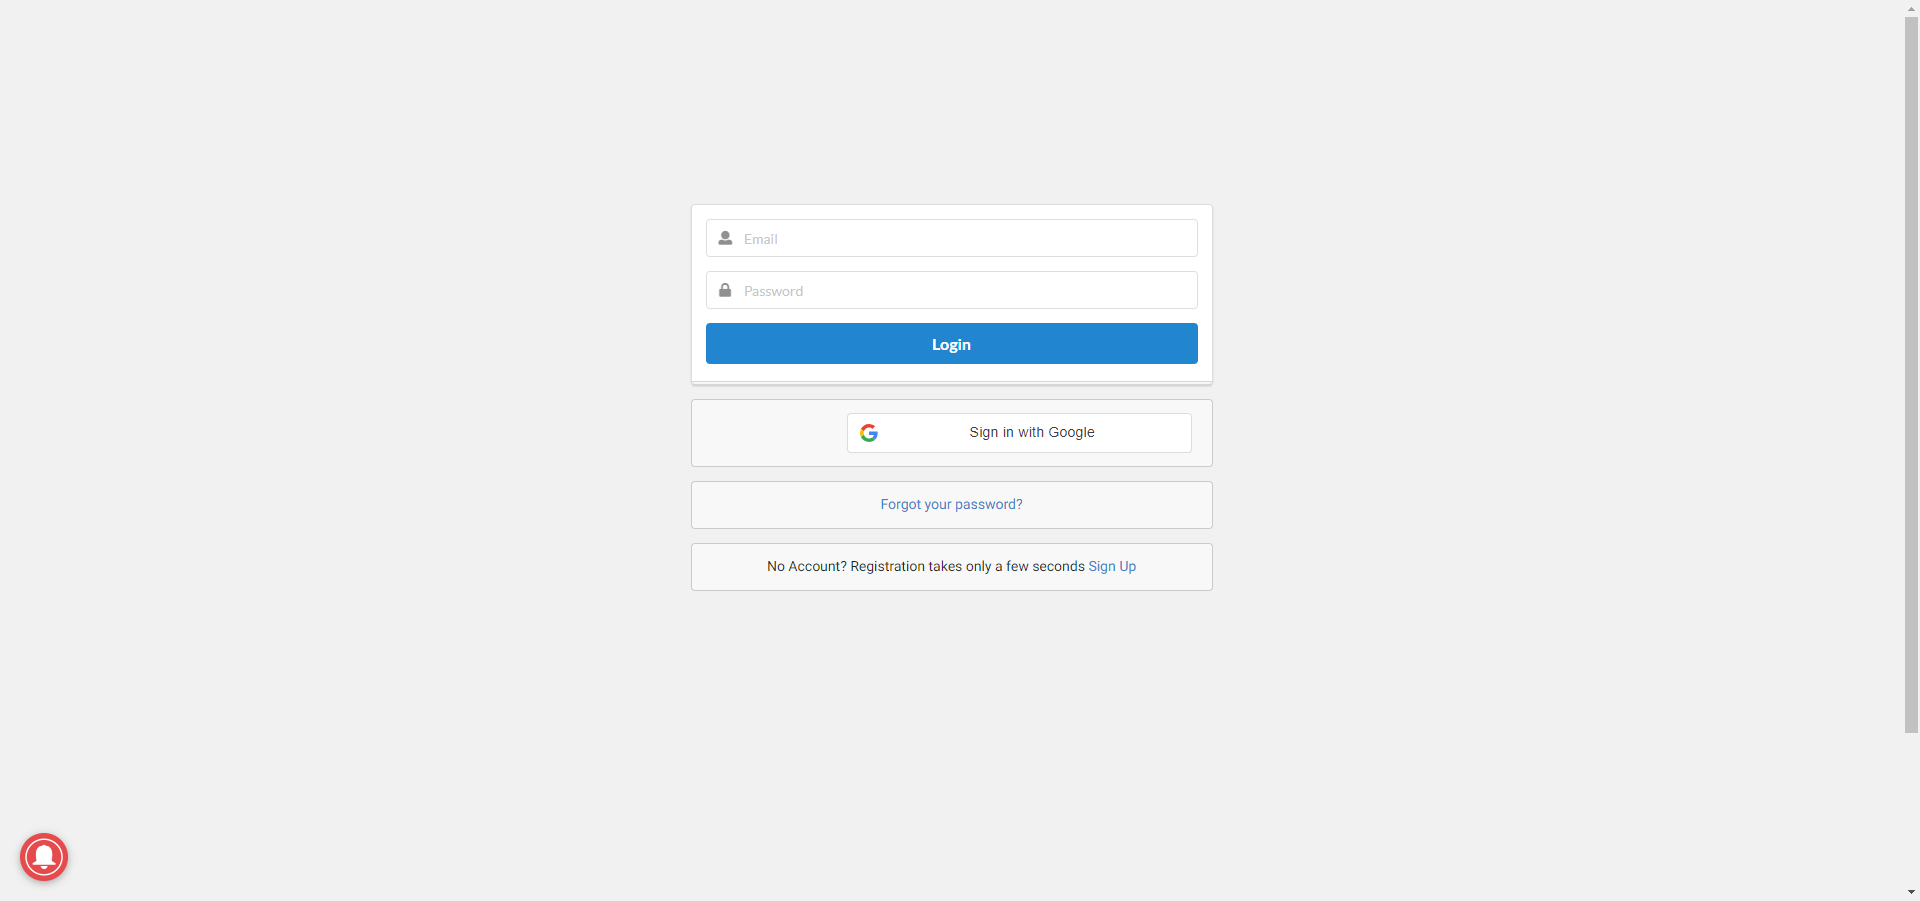 Email
Password
Login
Sign in with Google
Forgot your password?
No Account? Registration takes only a few seconds Sign Up